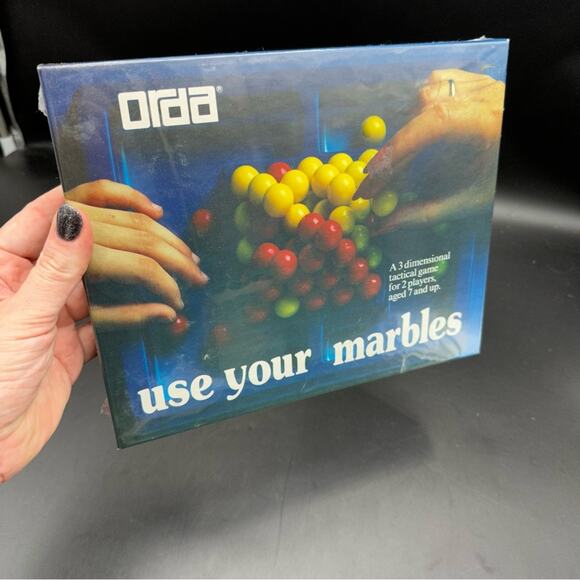 orda®
A 3 dimensional
tactical game
for 2 players,
aged 7 and up.
use your marbles